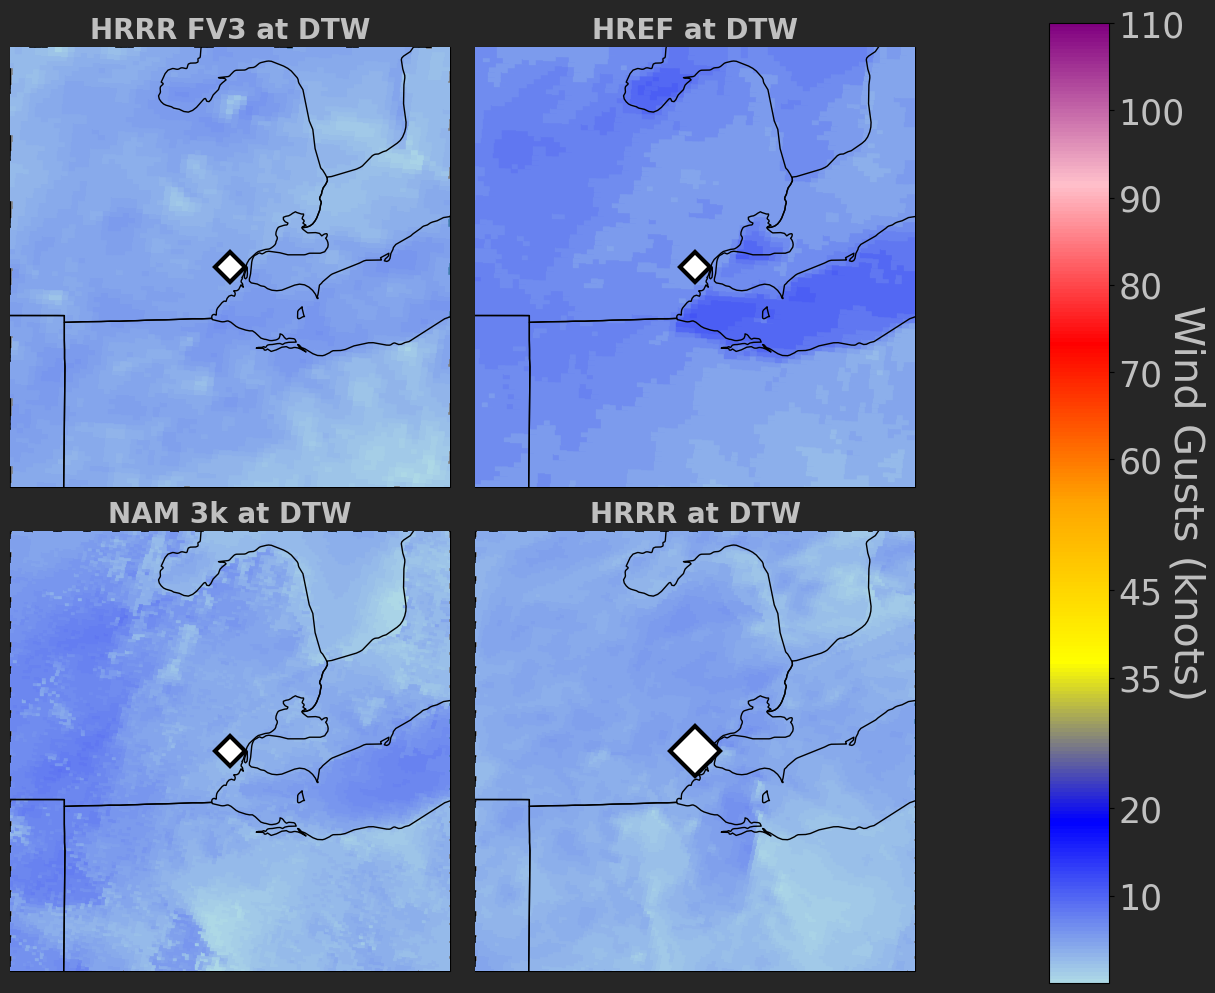 HRRR FV3 at DTW
HREF at DTW
NAM 3k at DTW
HRRR at DTW
110
100
90
80
70
60
45
35
20
10
Wind Gusts (knots)